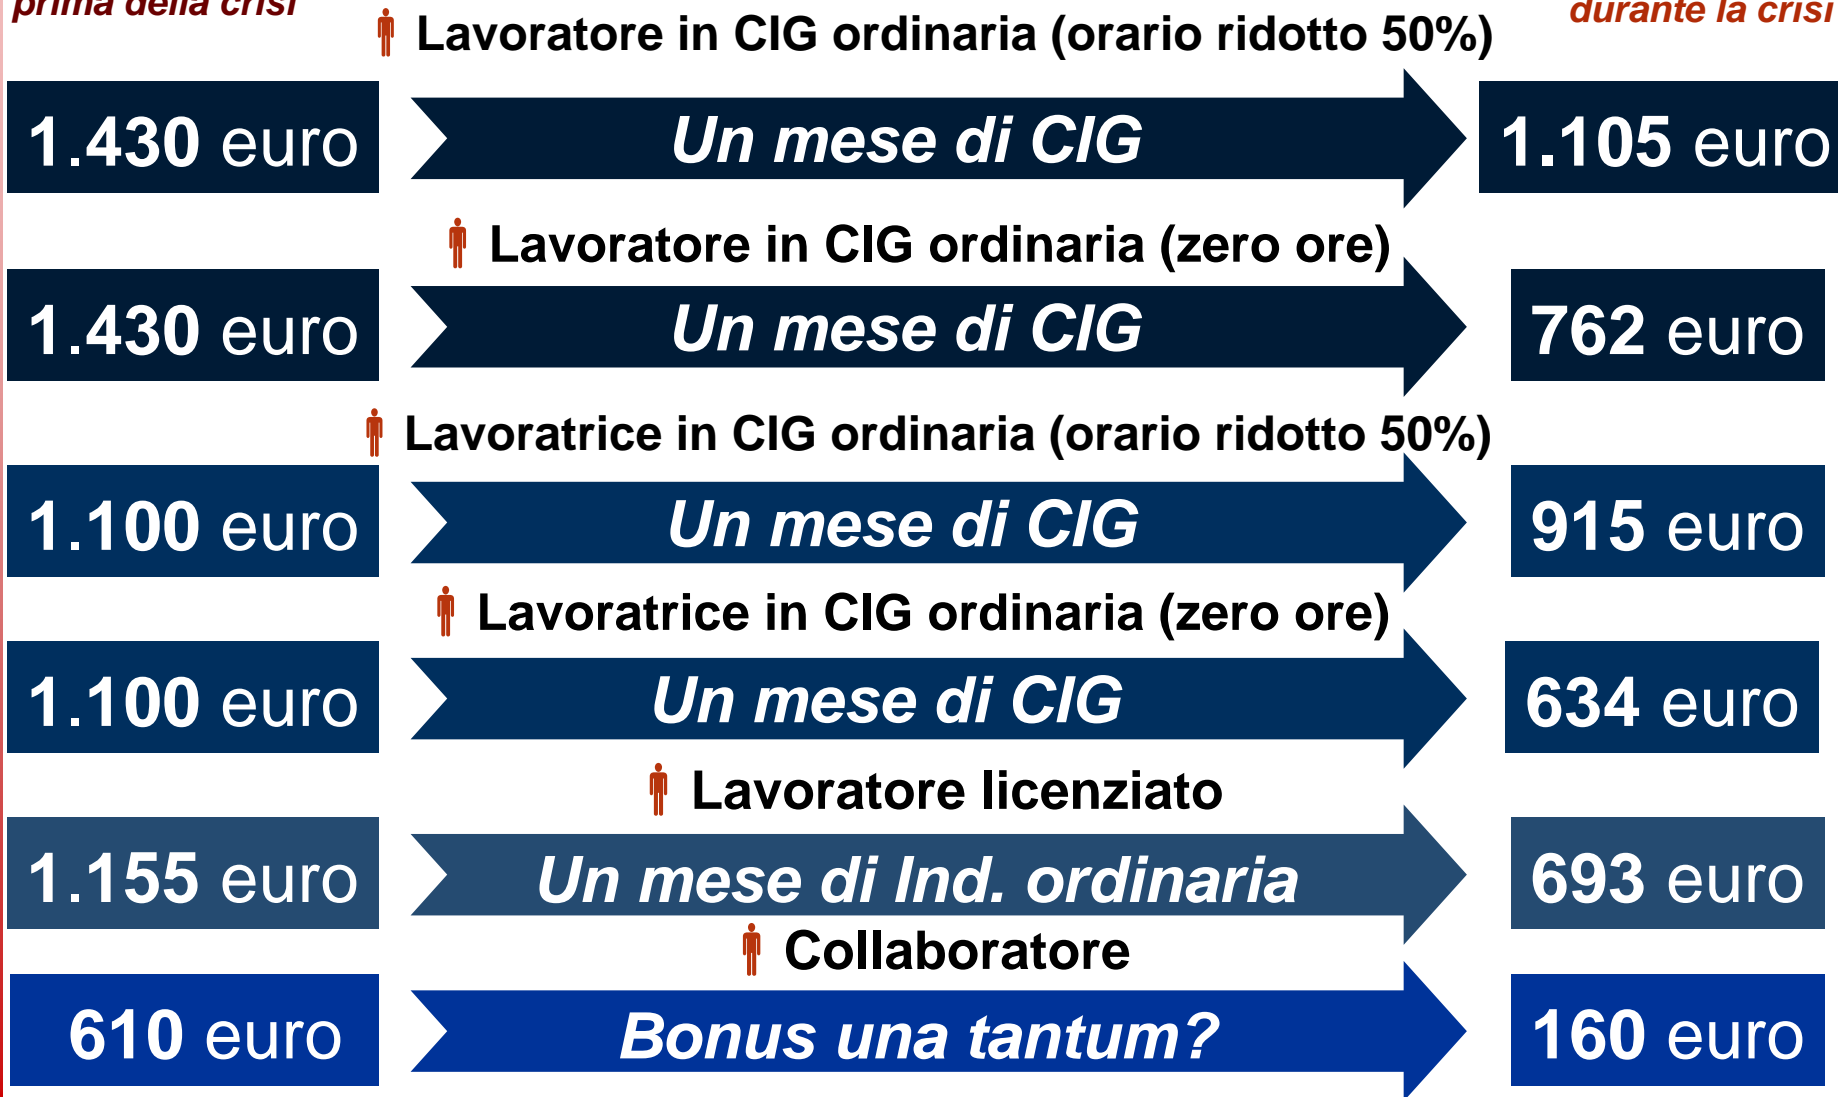 prima della crisi
durante la crisi
Lavoratore in CIG ordinaria (orario ridotto 50%)
1.430 euro
Un mese di CIG
1.105 euro
Lavoratore in CIG ordinaria (zero ore)
1.430 euro
Un mese di CIG
762 euro
Lavoratrice in CIG ordinaria (orario ridotto 50%)
1.100 euro
Un mese di CIG
915 euro
Lavoratrice in CIG ordinaria (zero ore)
1.100 euro
Un mese di CIG
634 euro
Lavoratore licenziato
1.155 euro
Un mese di Ind. ordinaria
693 euro
Collaboratore
610 euro
Bonus una tantum?
160 euro